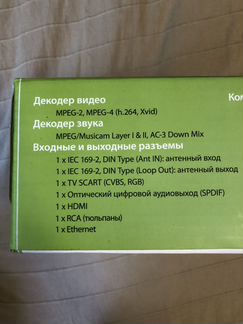 Декодер видео
Ком
MPEG-2, MPEG-4 (h.264, Xvid)
Декодер звука
MPEG/Musicam Layer I & II, AC-3 Down Mix
Входные и выходные разъемы
1 x IEC 169-2, DIN Type (Ant IN): антенный вход
1 x IEC 169-2, DIN Type (Loop Out): антенный выход
1 x TV SCART (CVBS, RGB)
1 x Оптический цифровой аудиовыход (SPDIF)
1 x HDMI
1 x RCA (тюльпаны)
1 x Ethernet